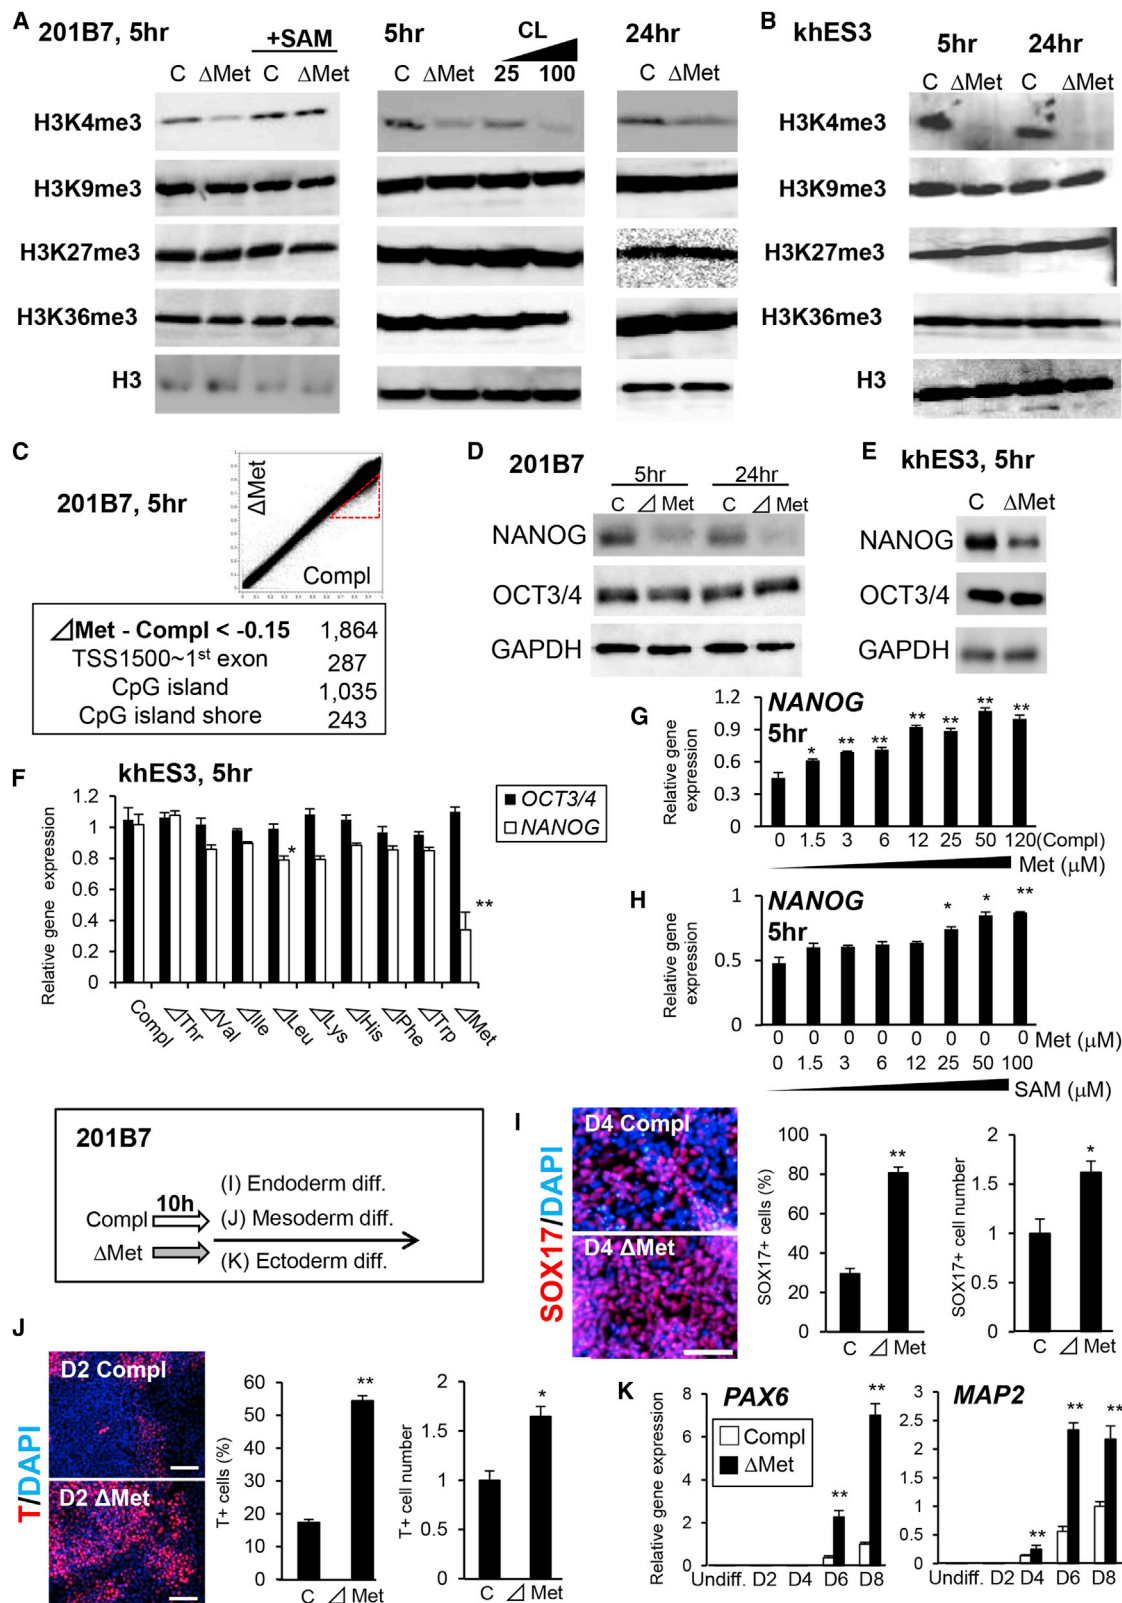 A
201B7, 5hr
+SAM
C ΔMet C ΔMet
5hr
CL
C ΔMet 25 100
24hr
C ΔMet
H3K4me3
H3K9me3
H3K27me3
H3K36me3
H3
B
khES3
5hr 24hr
C ΔMet C ΔMet
H3K4me3
H3K9me3
H3K27me3
H3K36me3
H3
C
201B7, 5hr
ΔMet
Compl
⊿Met - Compl < -0.15 1,864
TSS1500~1st exon 287
CpG island 1,035
CpG island shore 243
D
201B7
5hr 24hr
C ⊿ Met C ⊿ Met
NANOG
OCT3/4
GAPDH
E
khES3, 5hr
C ΔMet
NANOG
OCT3/4
GAPDH
F
khES3, 5hr
Relative gene expression
1.2
1
0.8
0.6
0.4
0.2
0
*
**
OCT3/4
NANOG
Compl ⊿Thr ⊿Val ⊿Ile ⊿Leu ⊿Lys ⊿His ⊿Phe ⊿Trp ⊿Met
G
NANOG
5hr
Relative gene expression
1.2
0.9
0.6
0.3
0
* ** ** ** ** ** **
0 1.5 3 6 12 25 50 120(Compl)
Met (μM)
H
NANOG
5hr
Relative gene expression
1
0.5
0
* * **
0 0 0 0 0 0 0 0 Met (μM)
0 1.5 3 6 12 25 50 100
SAM (μM)
201B7
10h
Compl
ΔMet
(I) Endoderm diff.
(J) Mesoderm diff.
(K) Ectoderm diff.
I
SOX17/DAPI
D4 Compl
D4 ΔMet
SOX17+ cells (%)
100
80
60
40
20
0
**
C ⊿ Met
SOX17+ cell number
2
1.5
1
0.5
0
*
C ⊿ Met
J
T/DAPI
D2 Compl
D2 ΔMet
T+ cells (%)
60
50
40
30
20
10
0
**
C ⊿ Met
T+ cell number
2
1.5
1
0.5
0
*
C ⊿ Met
K
PAX6
Compl
ΔMet
Relative gene expression
8
6
4
2
0
** **
Undiff. D2 D4 D6 D8
MAP2
3
2.5
2
1.5
1
0.5
0
** ** **
Undiff. D2 D4 D6 D8